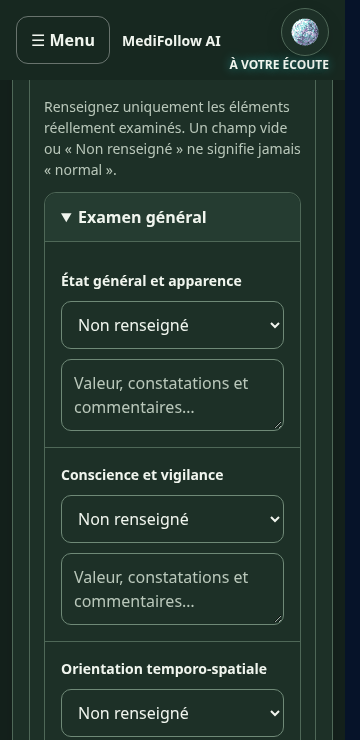 ☰ Menu
MediFollow AI
À VOTRE ÉCOUTE
Renseignez uniquement les éléments
réellement examinés. Un champ vide
ou « Non renseigné » ne signifie jamais
« normal ».
▼ Examen général
État général et apparence
Non renseigné
Valeur, constatations et
commentaires...
Conscience et vigilance
Non renseigné
Valeur, constatations et
commentaires...
Orientation temporo-spatiale
Non renseigné